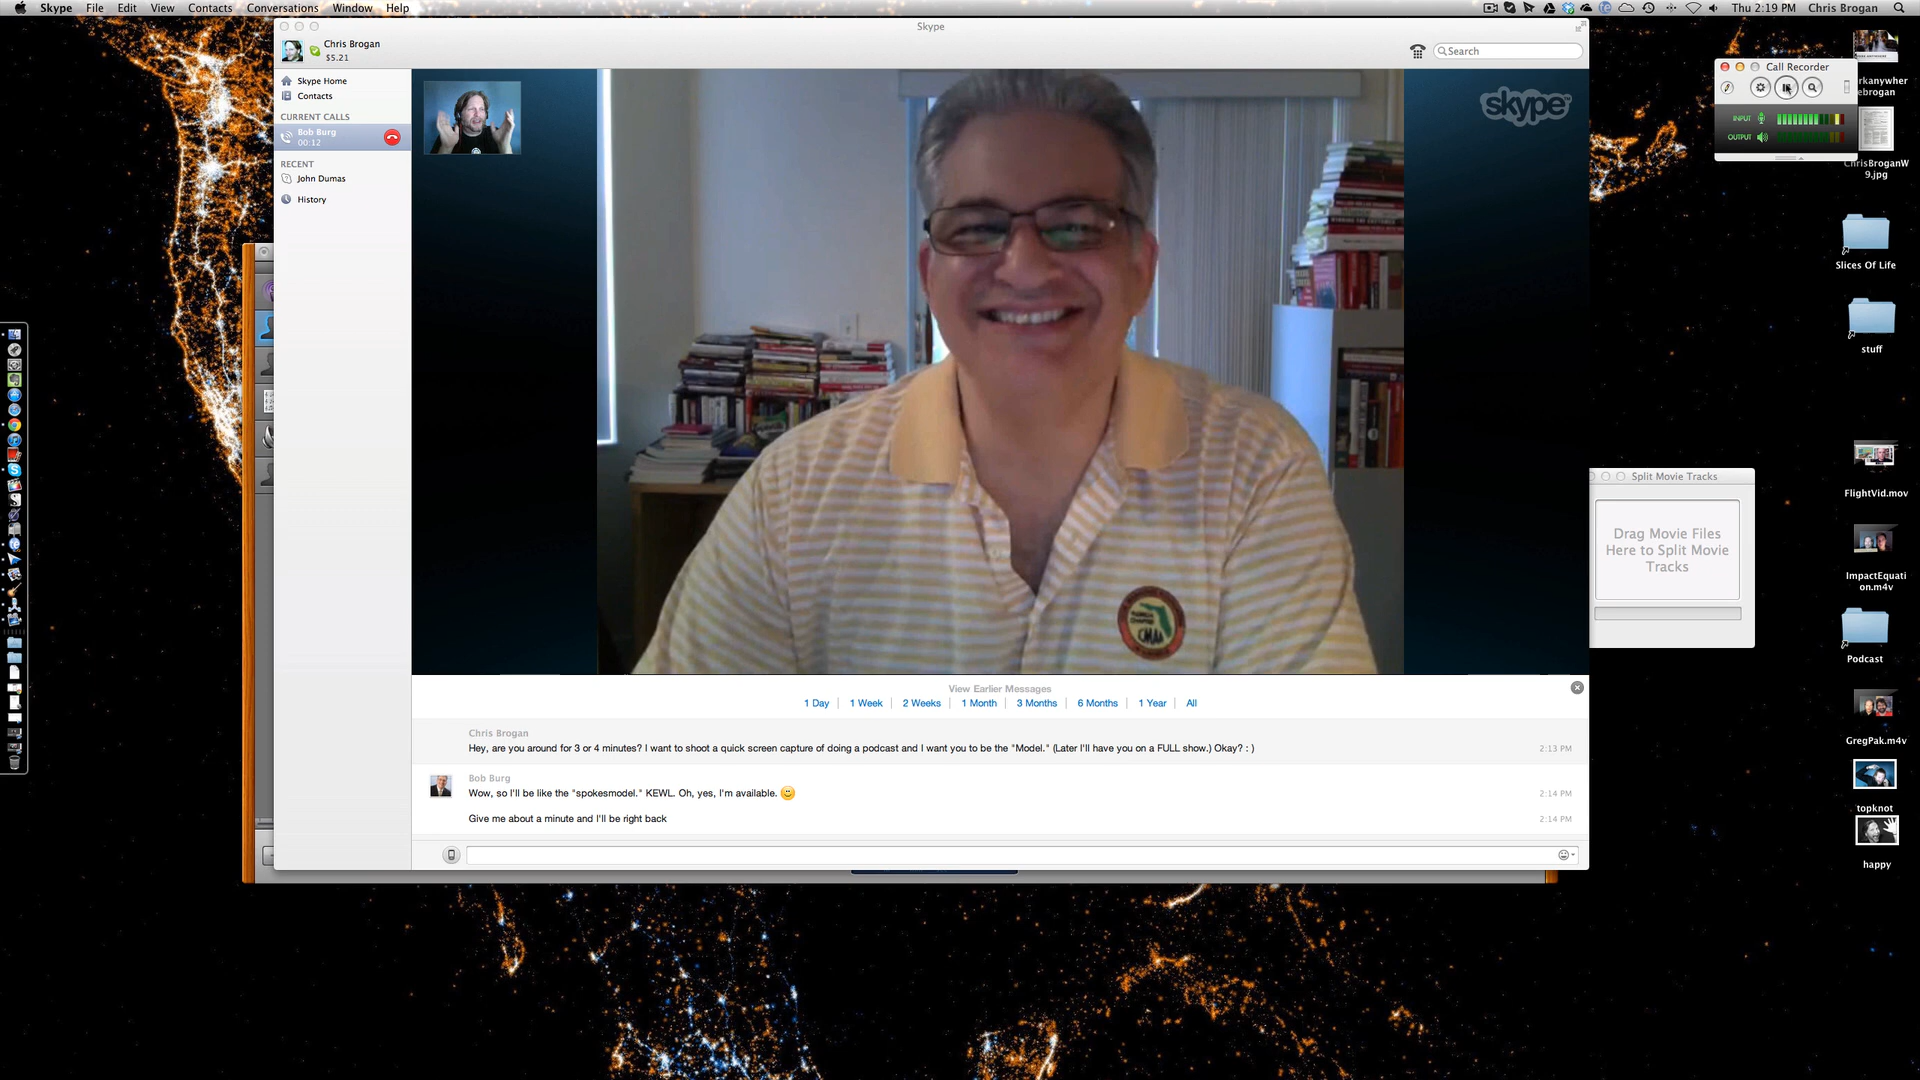 Skype File Edit View Contacts Conversations Window Help
Thu 2:19 PM Chris Brogan
Skype
Chris Brogan
$5.21
Search
Skype Home
Contacts
CURRENT CALLS
Bob Burg
00:12
RECENT
John Dumas
History
skype
CMAA
View Earlier Messages
1 Day 1 Week 2 Weeks 1 Month 3 Months 6 Months 1 Year All
Chris Brogan
Hey, are you around for 3 or 4 minutes? I want to shoot a quick screen capture of doing a podcast and I want you to be the "Model." (Later I'll have you on a FULL show.) Okay? : )
2:13 PM
Bob Burg
Wow, so I'll be like the "spokesmodel." KEWL. Oh, yes, I'm available.
2:14 PM
Give me about a minute and I'll be right back
2:14 PM
Call Recorder
INPUT
OUTPUT
rkanywher
ebrogan
ChrisBroganW
9.jpg
Slices Of Life
stuff
Split Movie Tracks
Drag Movie Files
Here to Split Movie
Tracks
FlightVid.mov
ImpactEquati
on.m4v
Podcast
GregPak.m4v
topknot
happy